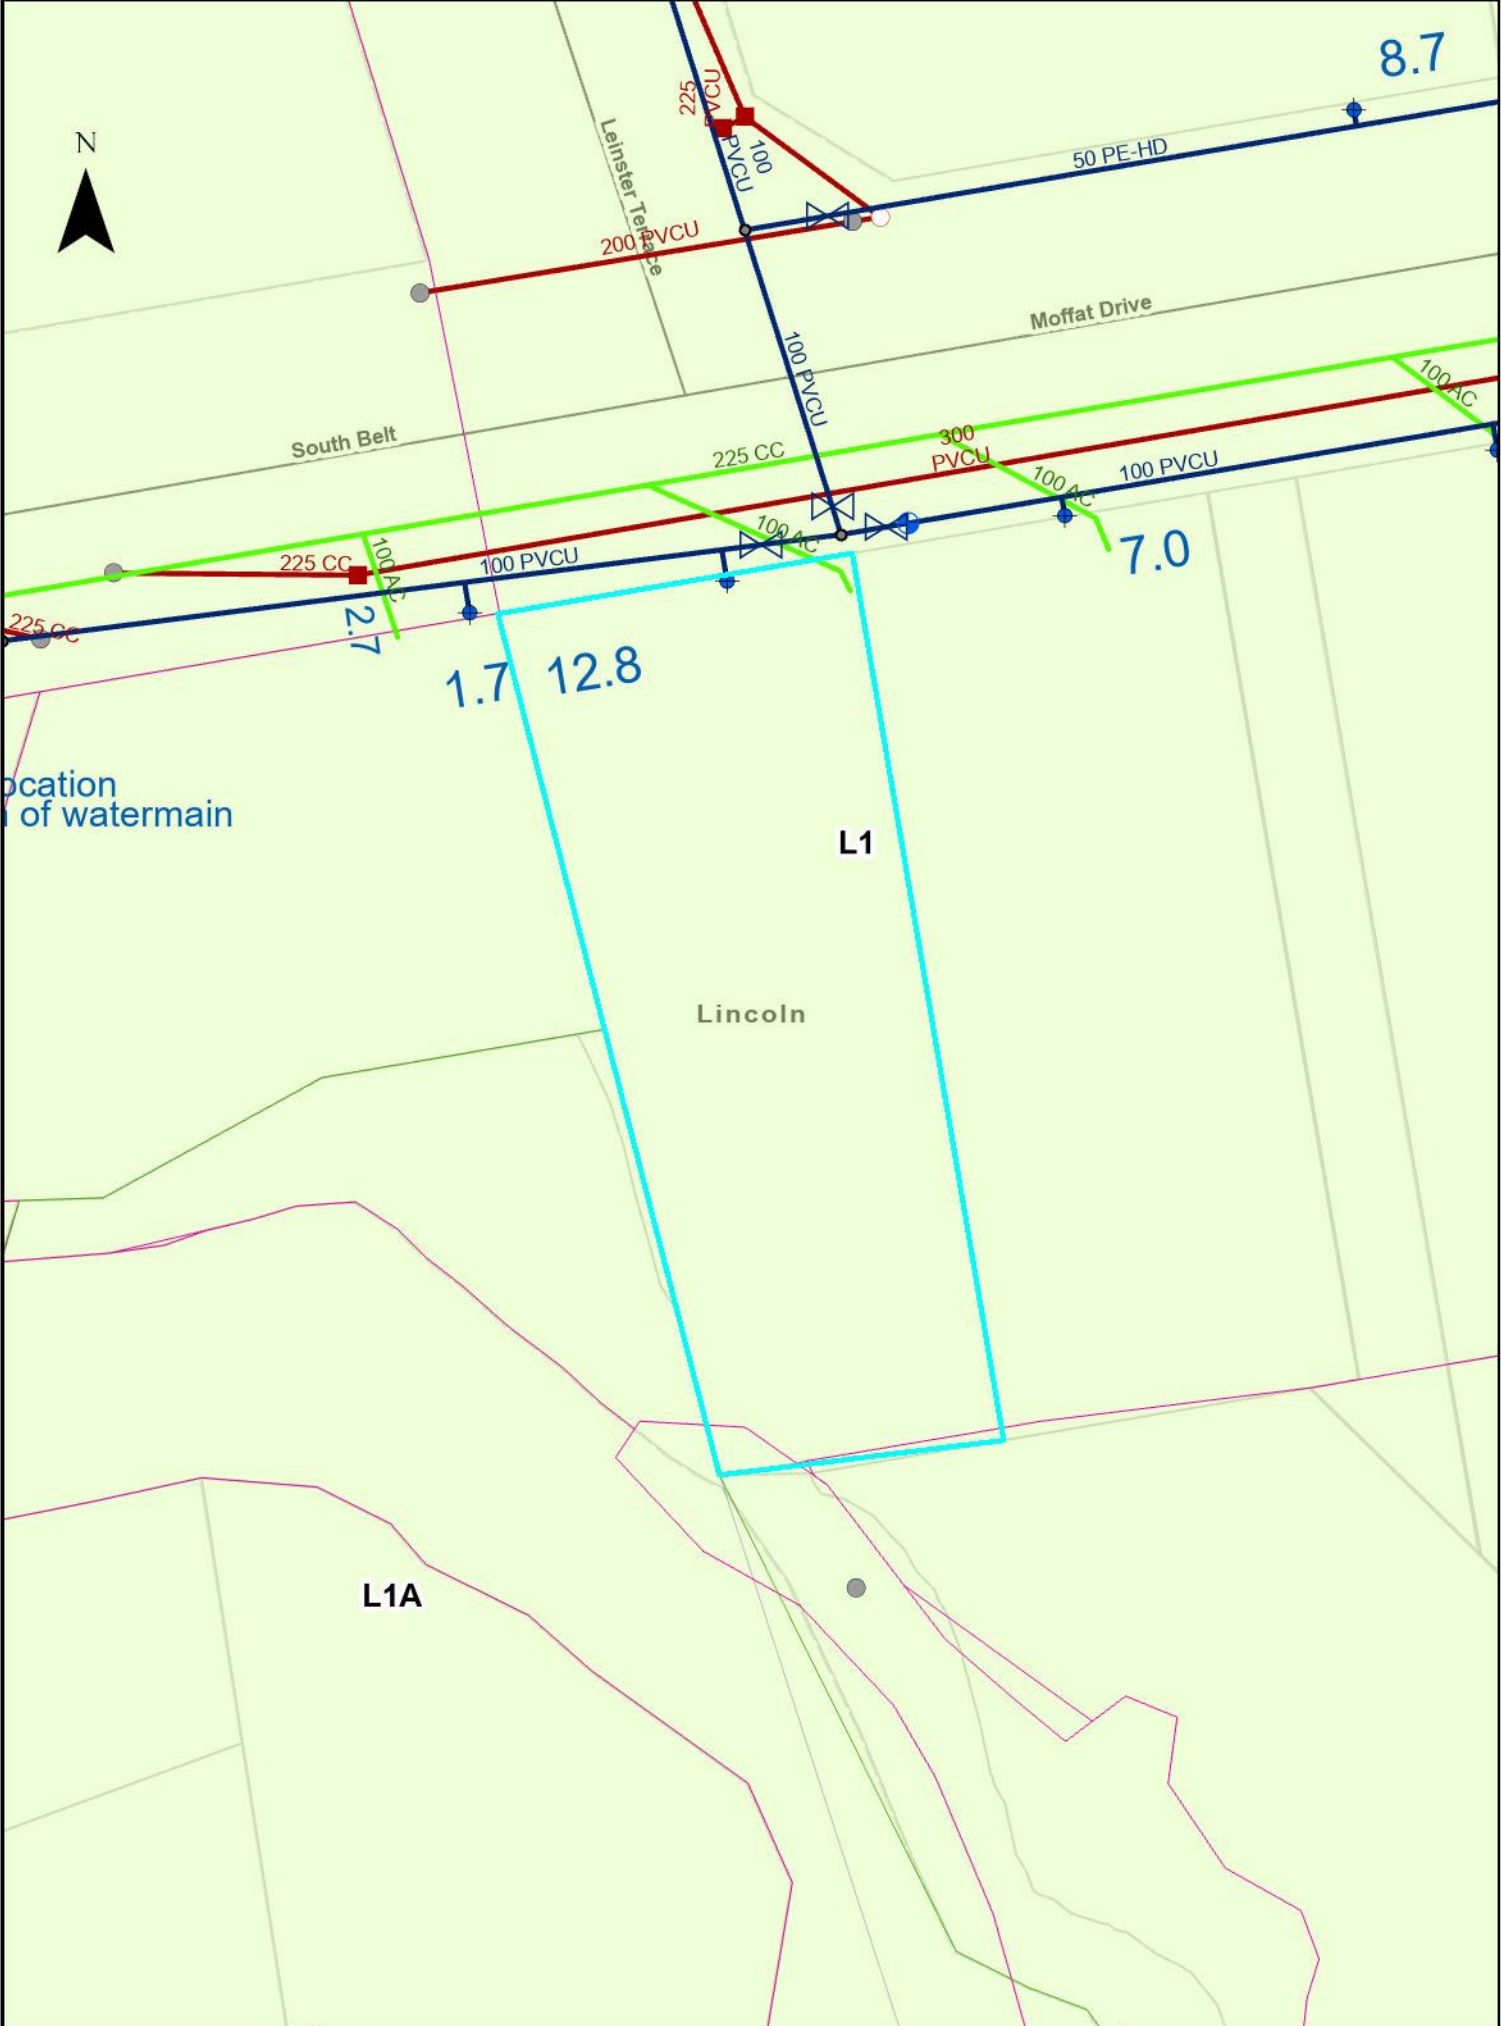 8.7
225
PVCU
100
PVCU
N
Leinster Terrace
50 PE-HD
200 PVCU
Moffat Drive
100 PVCU
100 AC
South Belt
225 CC
300
PVCU
100 PVCU
100 AC
100 AC
7.0
225 CC
100 AC
100 PVCU
225 CC
2.7
1.7
12.8
ocation
of watermain
L1
Lincoln
L1A